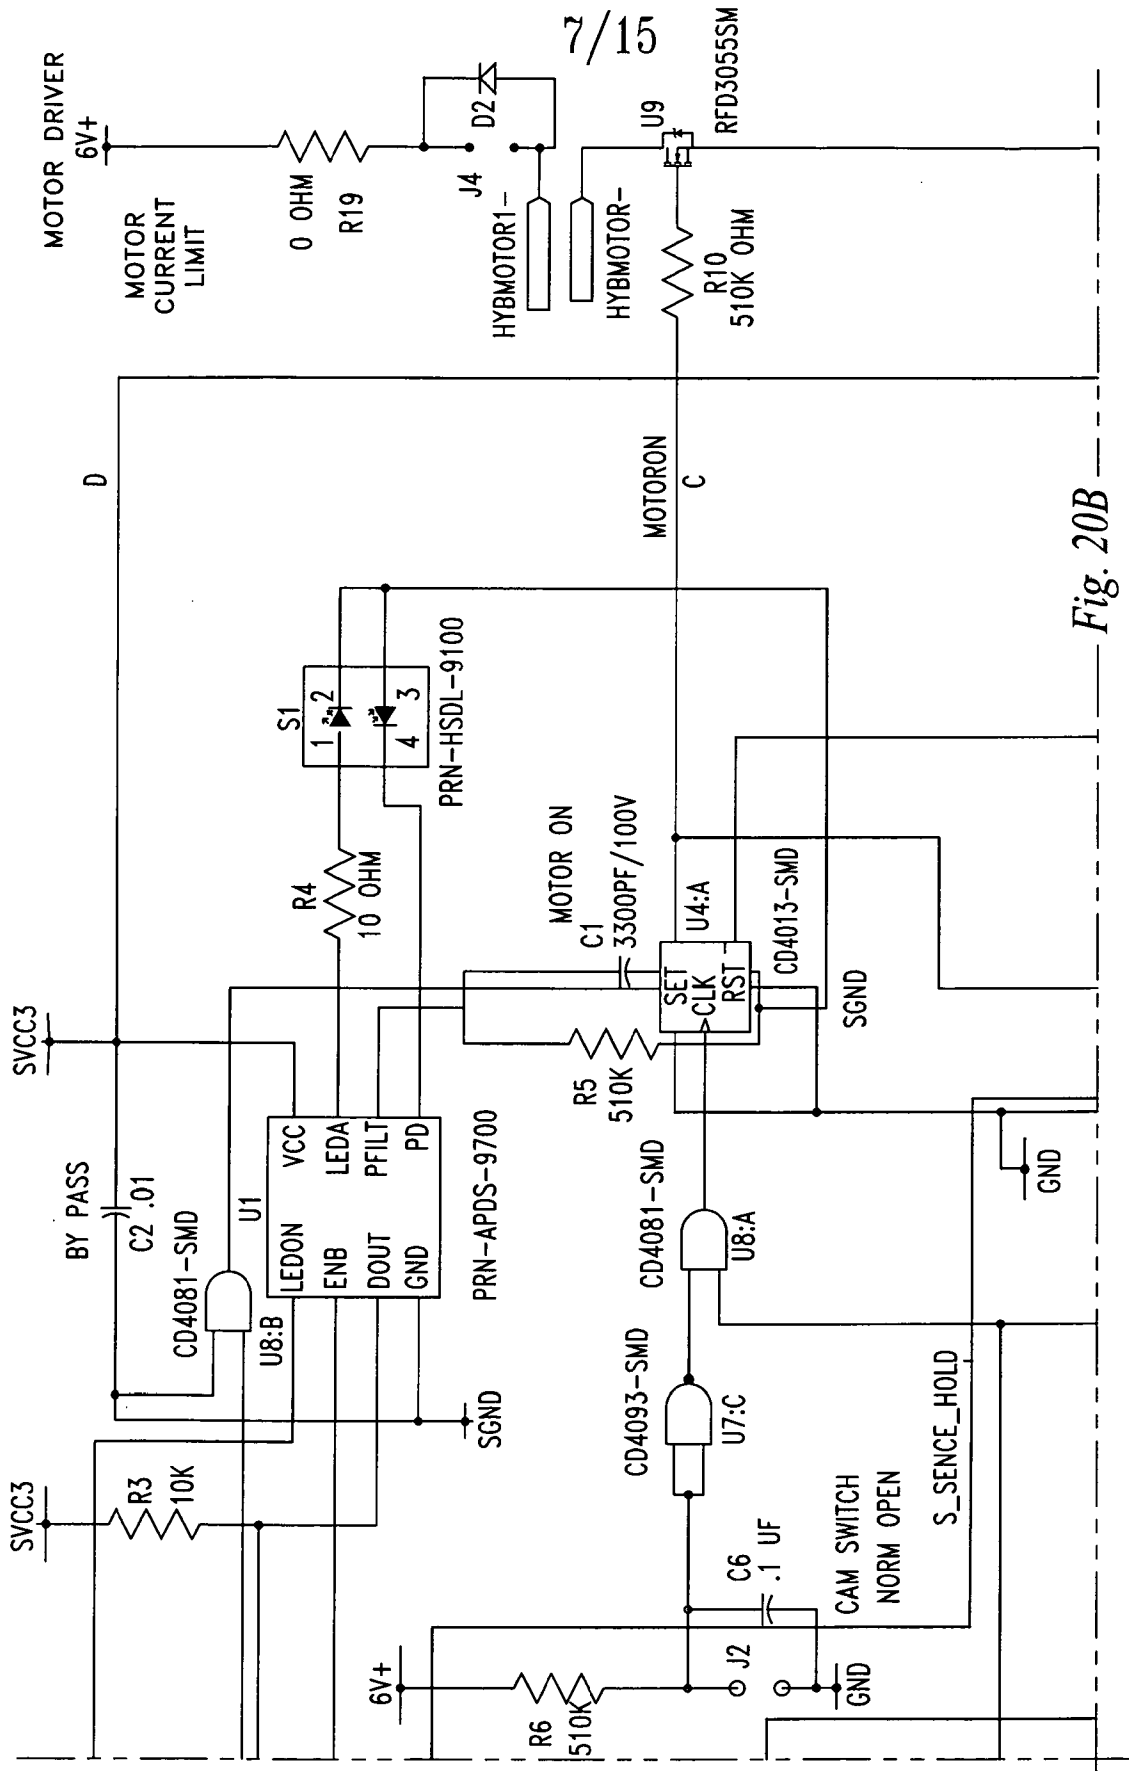 7/15
MOTOR DRIVER
6V+
MOTOR
CURRENT
LIMIT
0 OHM
R19
J4
D2
HYBMOTOR1-
HYBMOTOR-
U9
RFD3055SM
R10
510K OHM
D
MOTORON
C
S1
1
2
4
3
PRN-HSDL-9100
R4
10 OHM
MOTOR ON
C1
3300PF/100V
U4:A
SET
CLK
RST
CD4013-SMD
SGND
R5
510K
SVCC3
BY PASS
C2 .01
CD4081-SMD
U8:B
U1
LEDON
ENB
DOUT
GND
VCC
LEDA
PFILT
PD
PRN-APDS-9700
SGND
SVCC3
R3
10K
CD4081-SMD
U8:A
CD4093-SMD
U7:C
GND
S_SENCE_HOLD
CAM SWITCH
NORM OPEN
C6
.1 UF
6V+
R6
510K
J2
GND
Fig. 20B